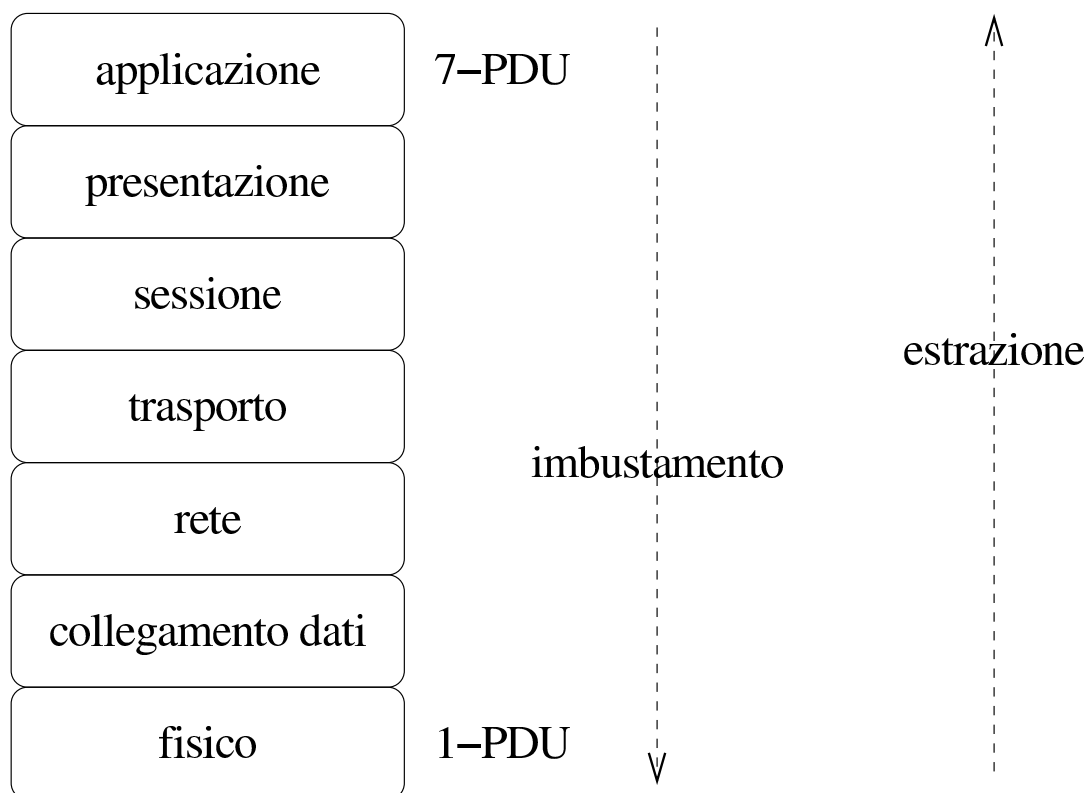 applicazione 7–PDU
presentazione
sessione
estrazione
trasporto
imbustamento
rete
collegamento dati
fisico 1–PDU